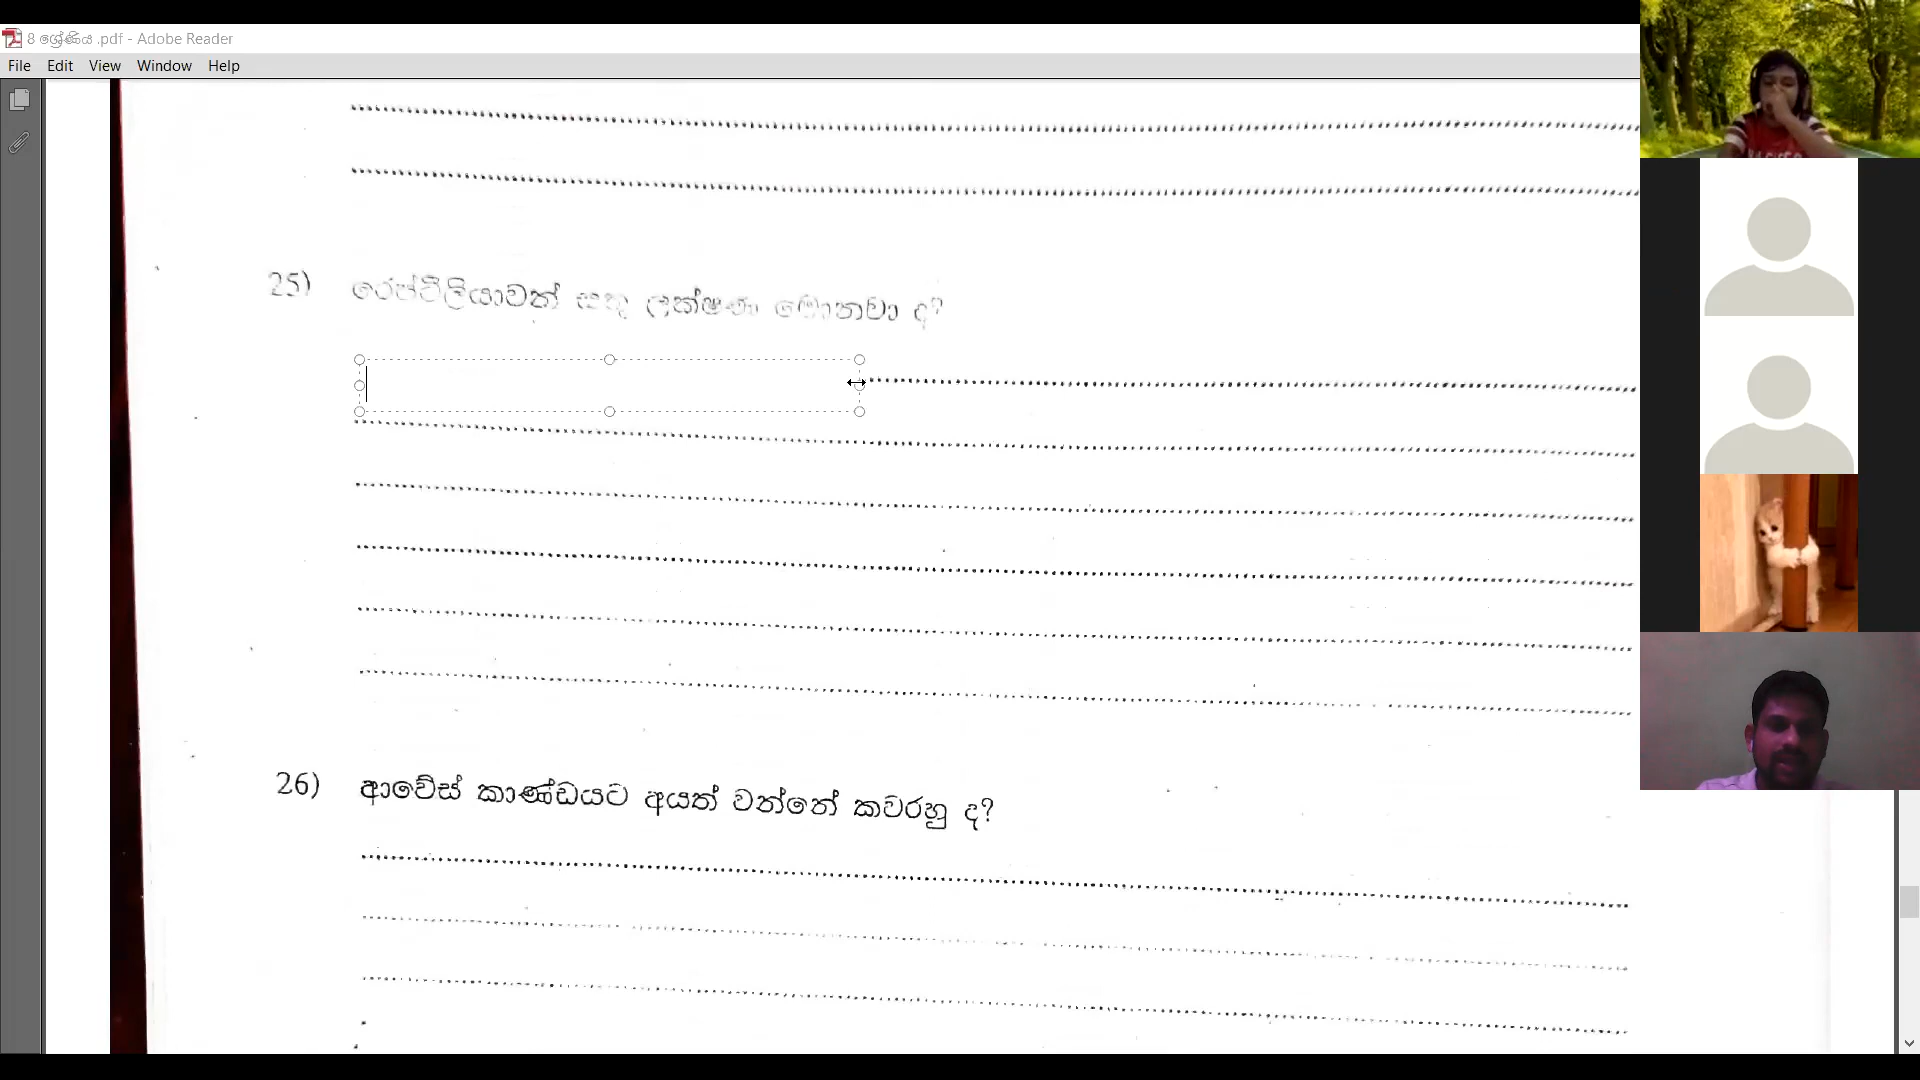 8 ශ්‍රේණිය .pdf - Adobe Reader
File Edit View Window Help
25) රෙප්ටීලියාවන් සතු ලක්ෂණ මොනවා ද?
26) ආවේස් කාණ්ඩයට අයත් වන්නේ කවරහු ද?